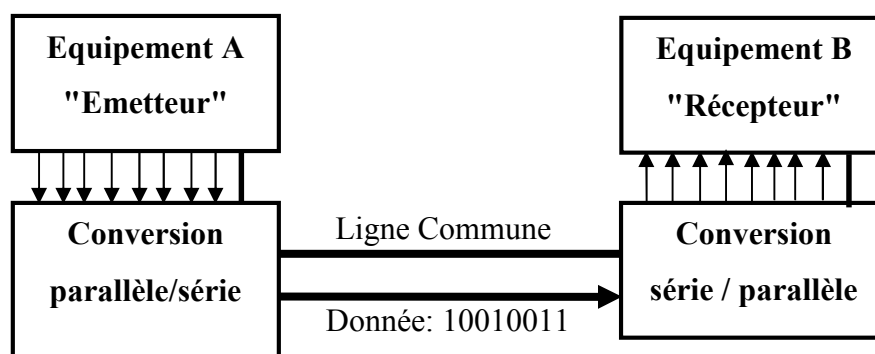 Equipement A
"Emetteur"
Equipement B
"Récepteur"
Conversion
parallèle/série
Ligne Commune
Donnée: 10010011
Conversion
série / parallèle